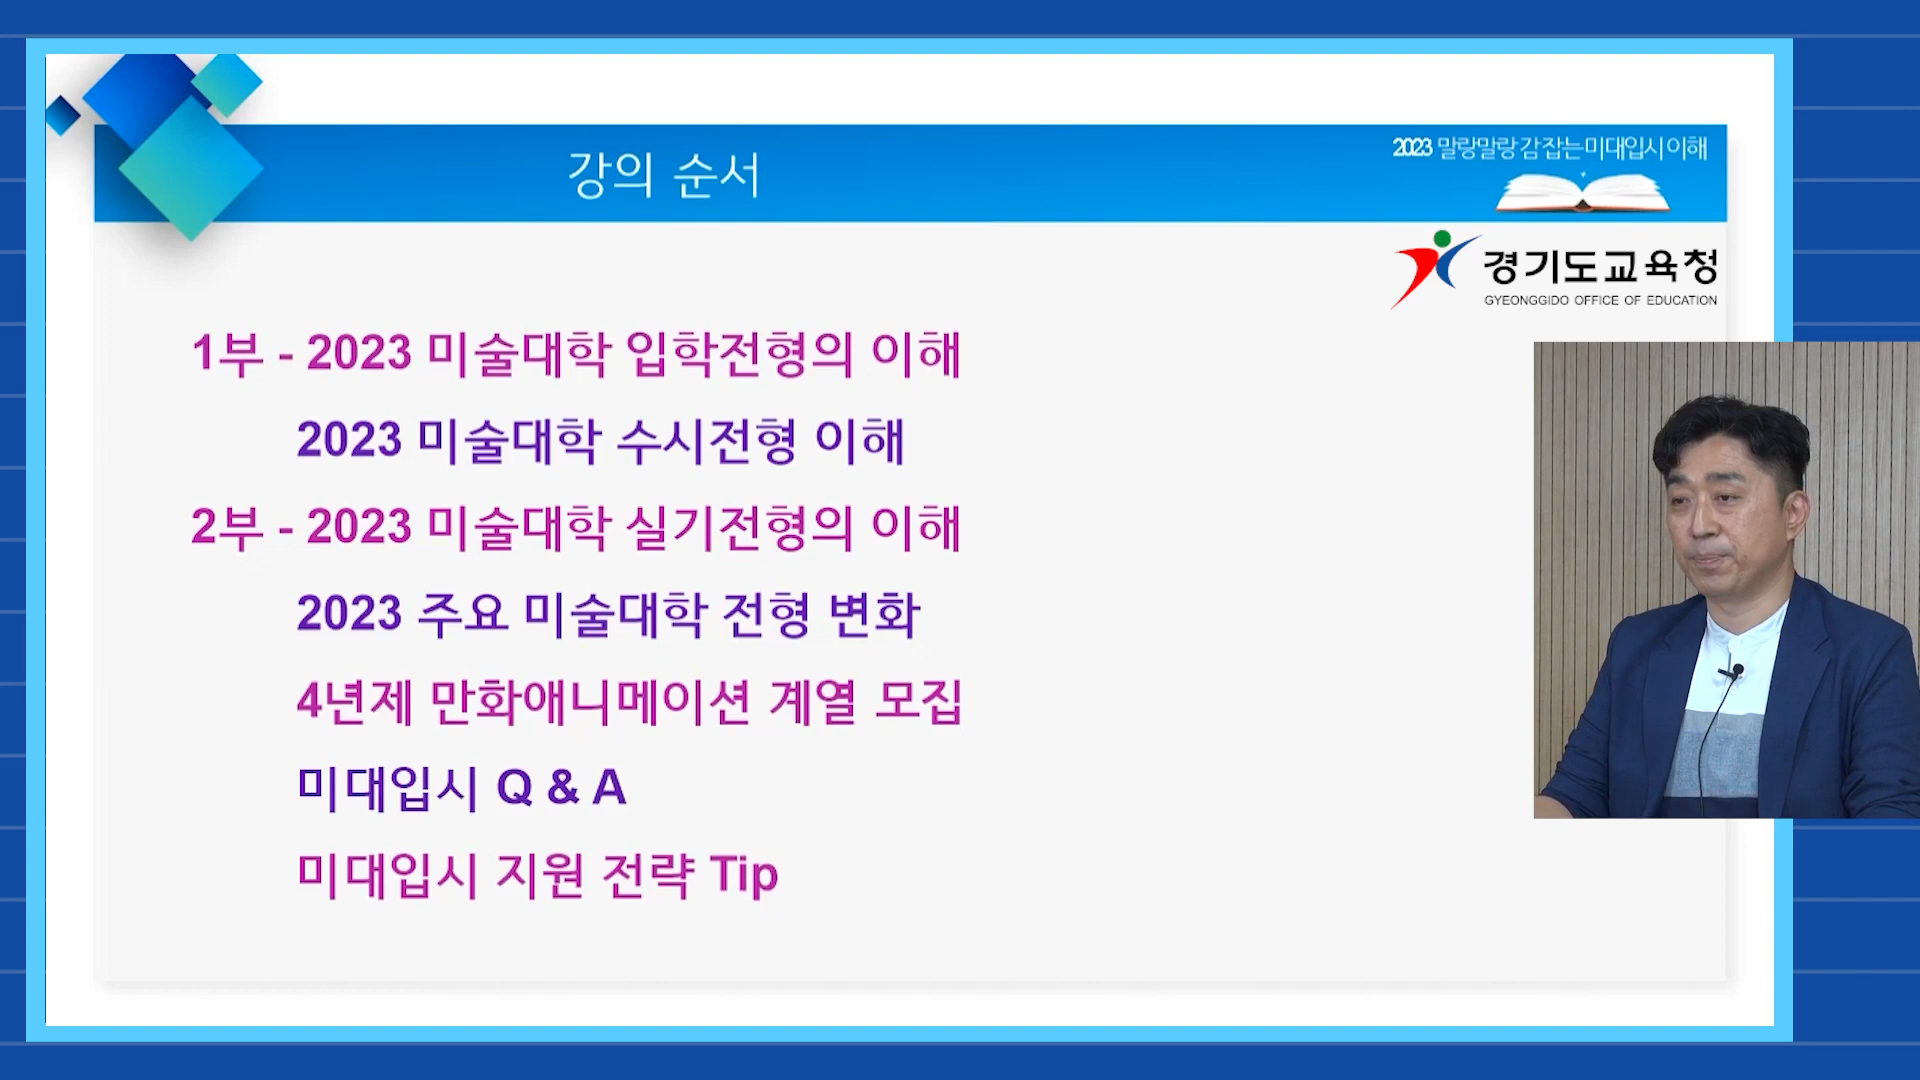 강의 순서
2023 말랑말랑 감 잡는 미대입시 이해
경기도교육청
GYEONGGIDO OFFICE OF EDUCATION
1부 - 2023 미술대학 입학전형의 이해
2023 미술대학 수시전형 이해
2부 - 2023 미술대학 실기전형의 이해
2023 주요 미술대학 전형 변화
4년제 만화애니메이션 계열 모집
미대입시 Q & A
미대입시 지원 전략 Tip